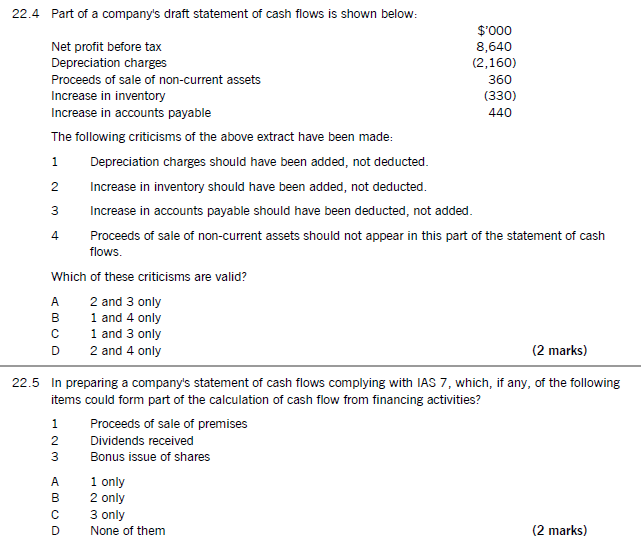 22.4 Part of a company's draft statement of cash flows is shown below:
$'000
Net profit before tax 8,640
Depreciation charges (2,160)
Proceeds of sale of non-current assets 360
Increase in inventory (330)
Increase in accounts payable 440
The following criticisms of the above extract have been made:
1 Depreciation charges should have been added, not deducted.
2 Increase in inventory should have been added, not deducted.
3 Increase in accounts payable should have been deducted, not added.
4 Proceeds of sale of non-current assets should not appear in this part of the statement of cash
flows.
Which of these criticisms are valid?
A 2 and 3 only
B 1 and 4 only
C 1 and 3 only
D 2 and 4 only (2 marks)
22.5 In preparing a company's statement of cash flows complying with IAS 7, which, if any, of the following
items could form part of the calculation of cash flow from financing activities?
1 Proceeds of sale of premises
2 Dividends received
3 Bonus issue of shares
A 1 only
B 2 only
C 3 only
D None of them (2 marks)